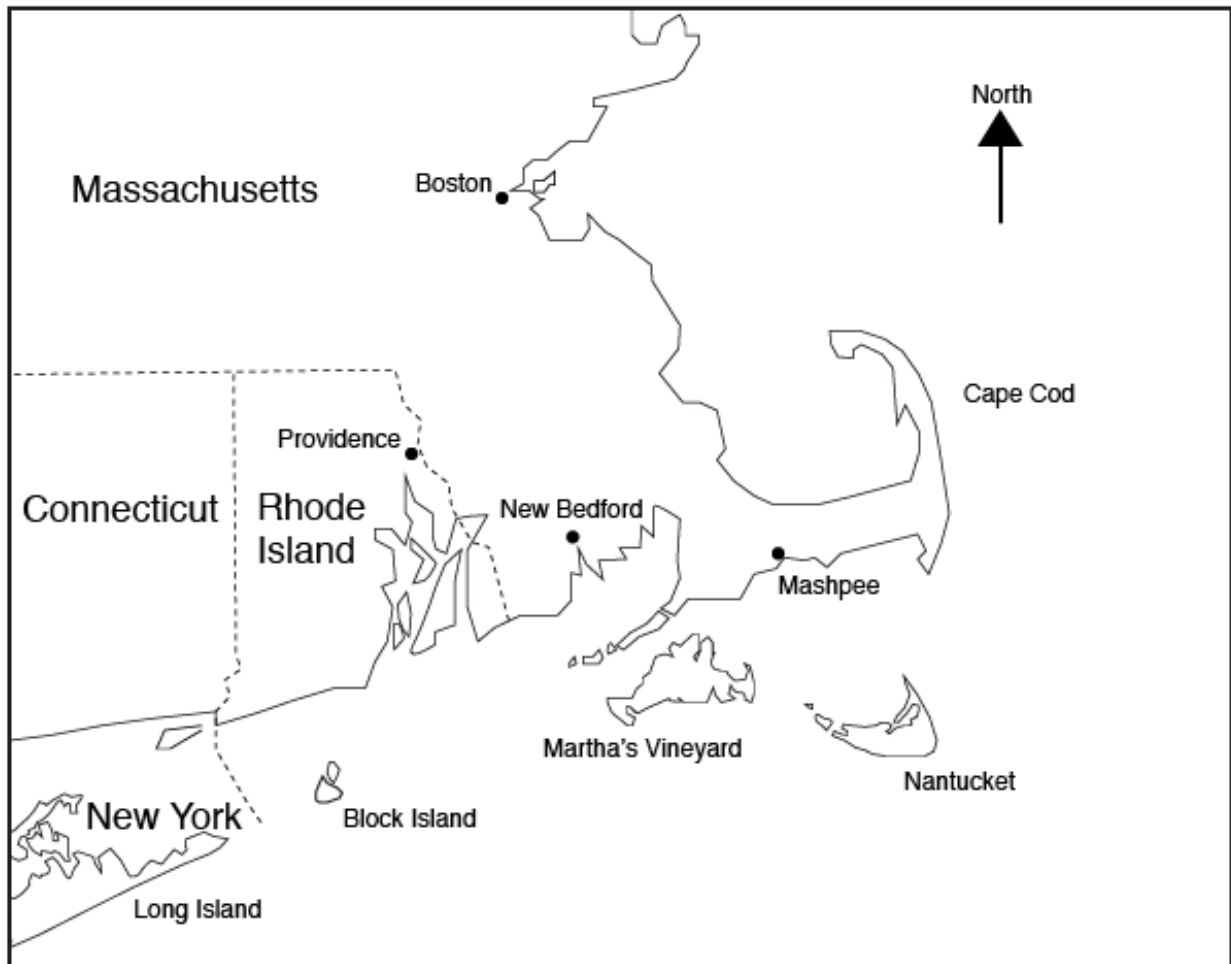 North
Massachusetts
Boston
Cape Cod
Providence
Connecticut
Rhode
Island
New Bedford
Mashpee
Martha's Vineyard
Nantucket
New York
Block Island
Long Island